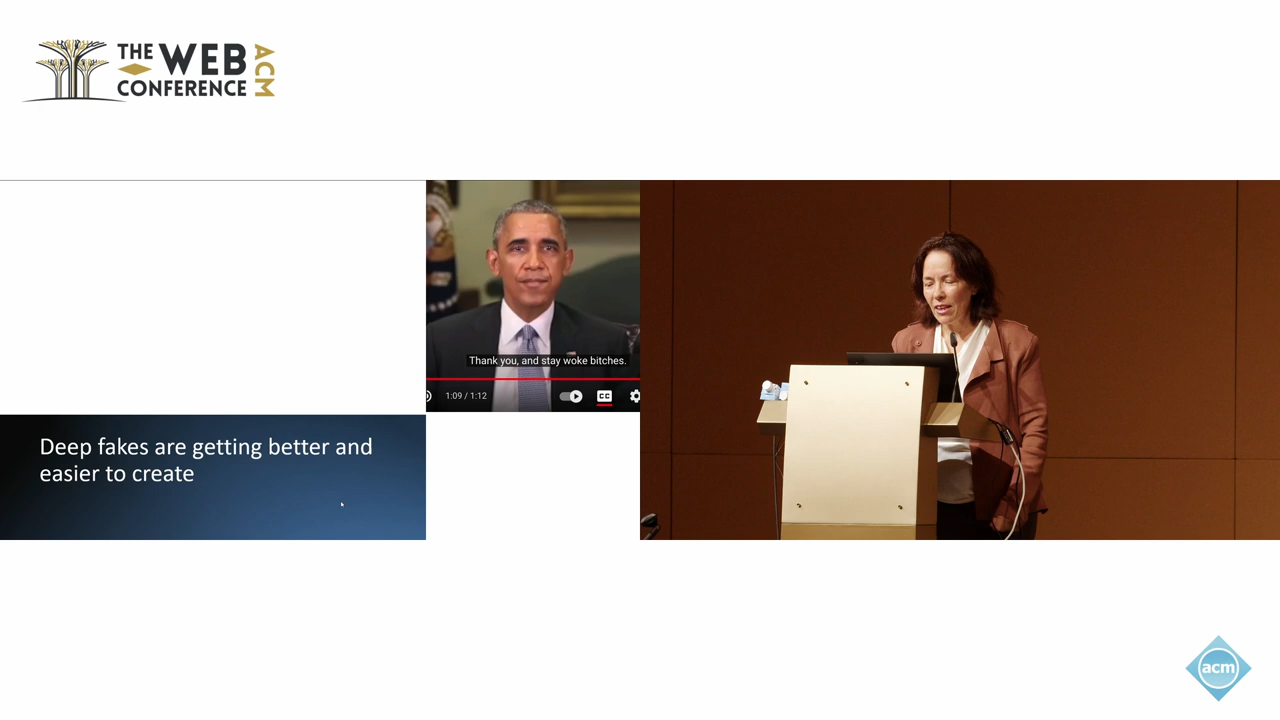 THE WEB
CONFERENCE
ACM
Thank you, and stay woke bitches.
1:09 / 1:12
CC
Deep fakes are getting better and
easier to create
acm